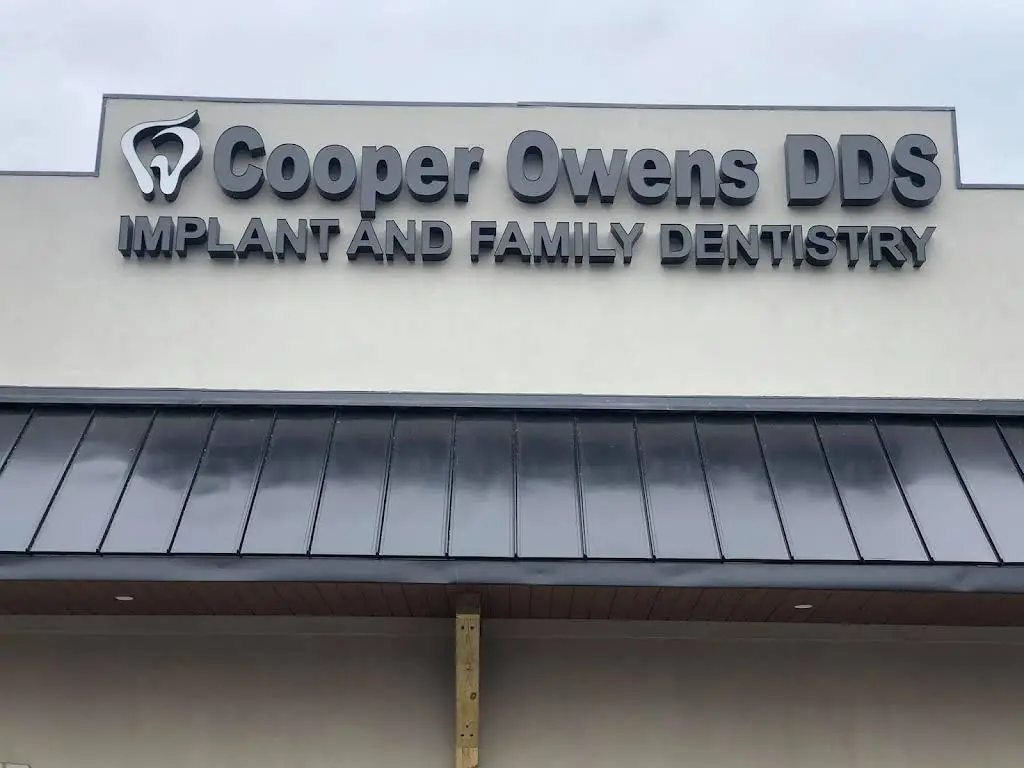 Cooper Owens DDS
IMPLANT AND FAMILY DENTISTRY